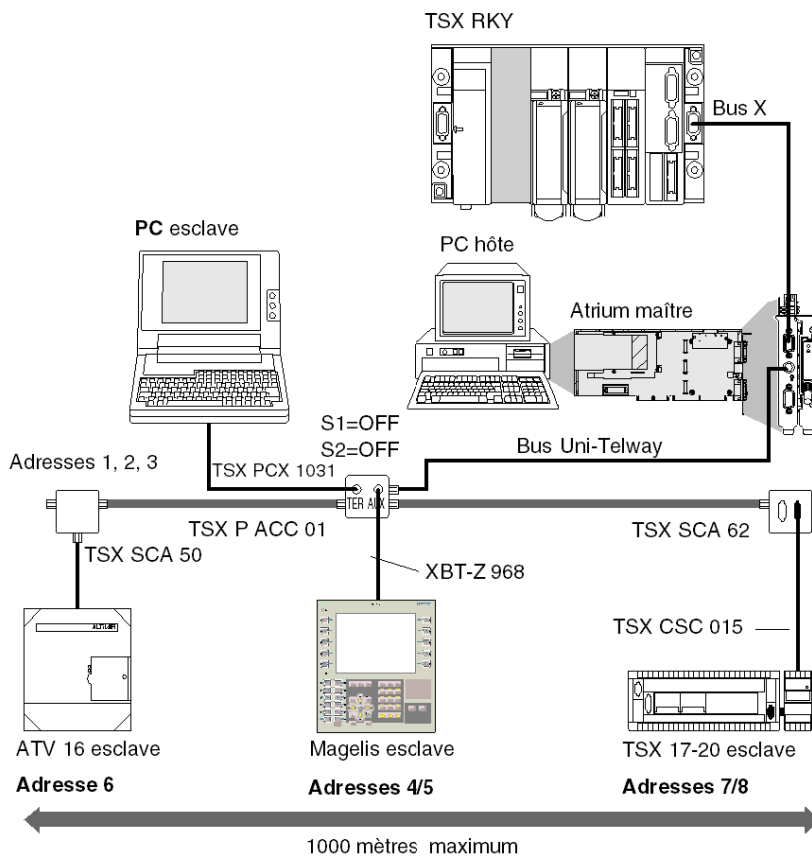 TSX RKY
Bus X
PC esclave
PC hôte
Atrium maître
S1=OFF
S2=OFF
Bus Uni-Telway
Adresses 1, 2, 3
TSX PCX 1031
TER AUX
TSX P ACC 01
TSX SCA 62
TSX SCA 50
XBT-Z 968
TSX CSC 015
ATV 16 esclave
Magelis esclave
TSX 17-20 esclave
Adresse 6
Adresses 4/5
Adresses 7/8
1000 mètres maximum